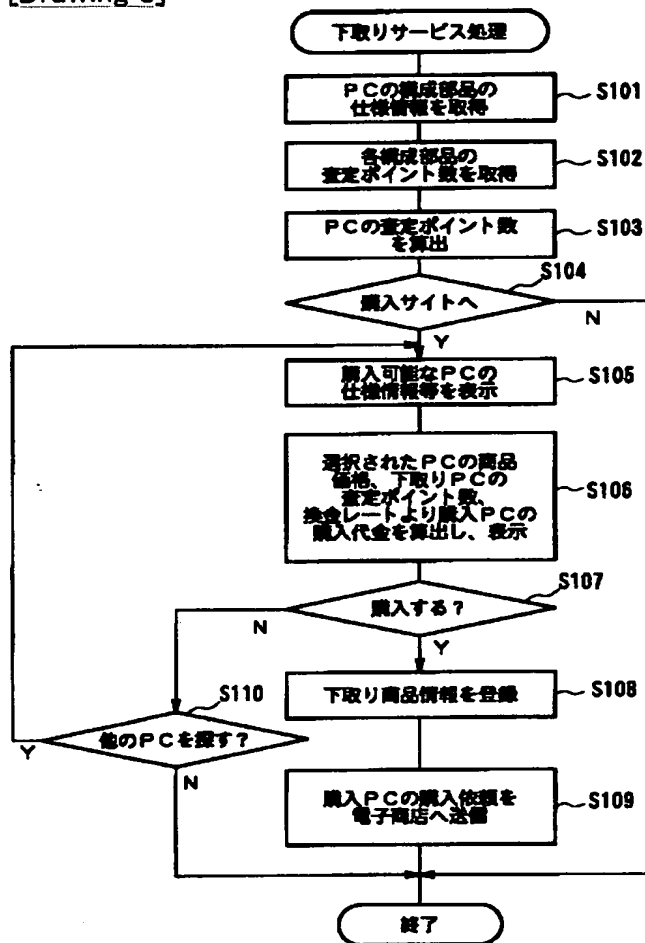 下取りサービス処理
PCの構成部品の
仕様情報を取得
S101
各構成部品の
査定ポイント数を取得
S102
PCの査定ポイント数
を算出
S103
S104
購入サイトへ
N
Y
購入可能なPCの
仕様情報等を表示
S105
選択されたPCの商品
価格、下取りPCの
査定ポイント数、
換金レートより購入PCの
購入代金を算出し、表示
S106
S107
購入する?
N
Y
下取り商品情報を登録
S108
S110
他のPCを探す?
Y
N
購入PCの購入依頼を
電子商店へ送信
S109
終了